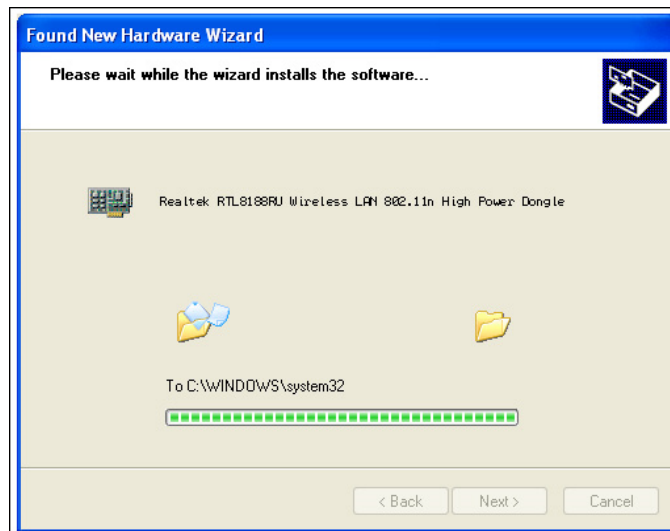 Found New Hardware Wizard
Please wait while the wizard installs the software...
Realtek RTL8188RU Wireless LAN 802.11n High Power Dongle
To C:\WINDOWS\system32
< Back Next > Cancel